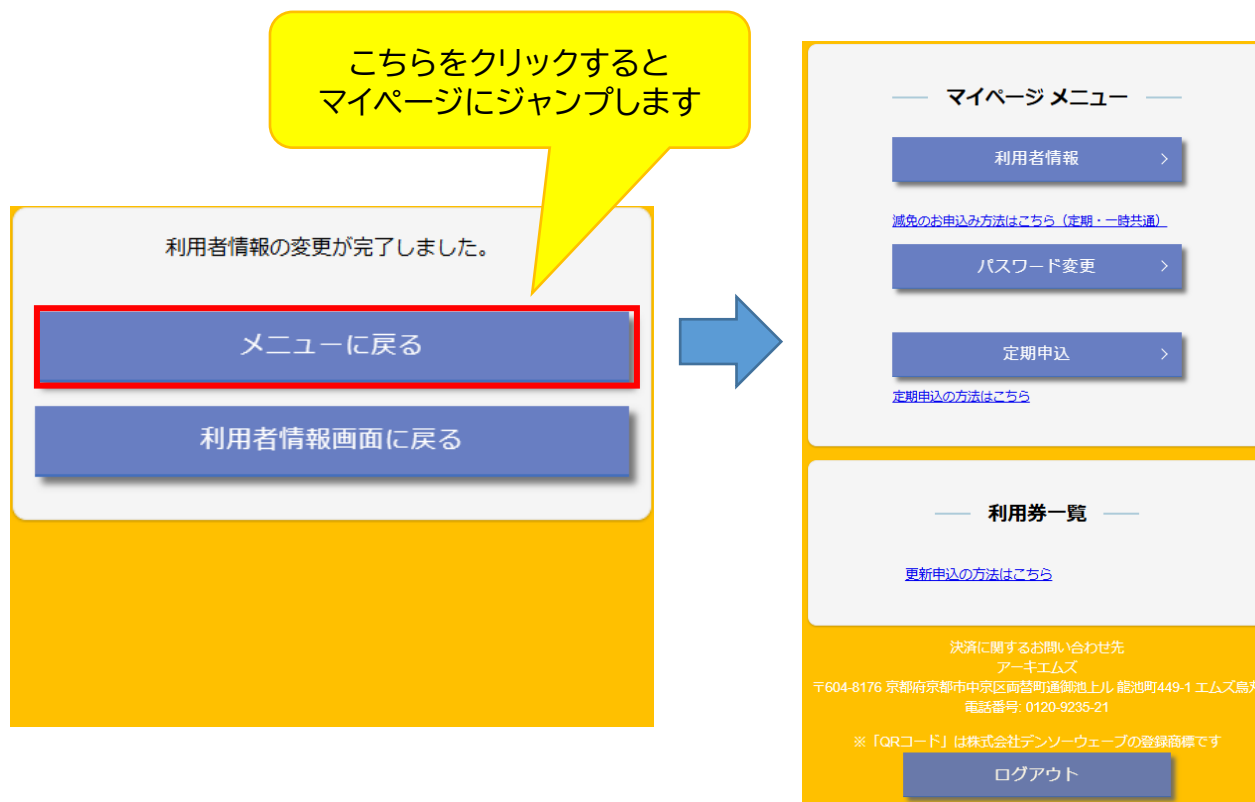 こちらをクリックすると
マイページにジャンプします
利用者情報の変更が完了しました。
メニューに戻る
利用者情報画面に戻る
マイページ メニュー
利用者情報
減免のお申込み方法はこちら（定期・一時共通）
パスワード変更
定期申込
定期申込の方法はこちら
利用券一覧
更新申込の方法はこちら
決済に関するお問い合わせ先
アーキエムズ
〒604-8176 京都府京都市中京区両替町通御池上ル 龍池町449-1 エムズ烏丸
電話番号: 0120-9235-21
※「QRコード」は株式会社デンソーウェーブの登録商標です
ログアウト